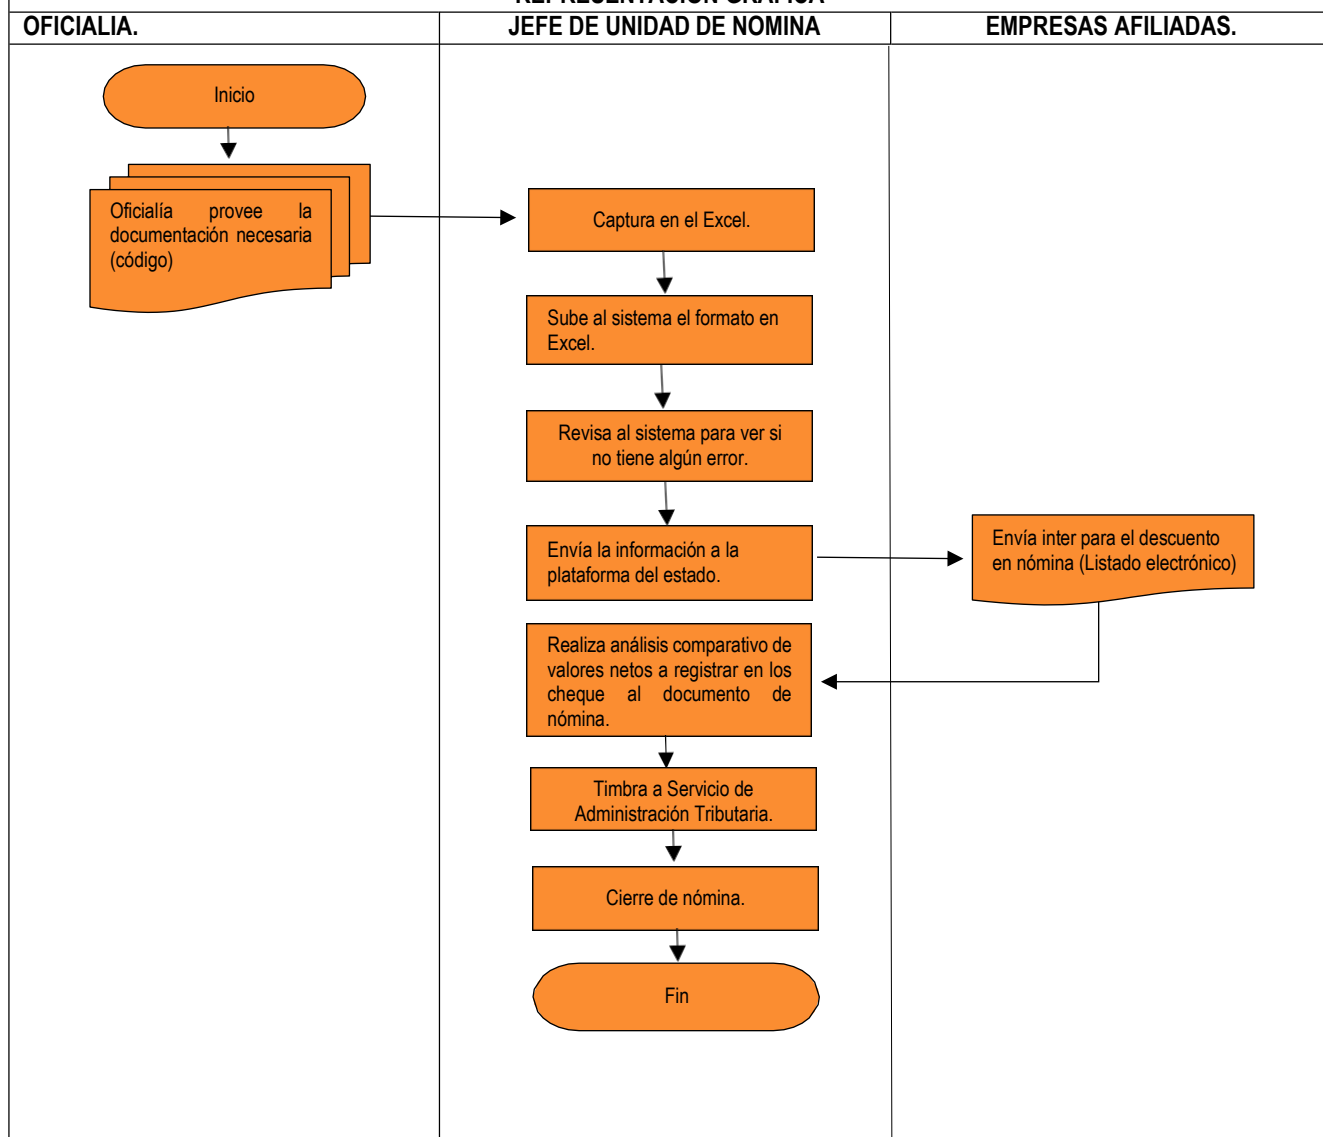 REPRESENTACIÓN GRÁFICA
OFICIALIA.
JEFE DE UNIDAD DE NOMINA
EMPRESAS AFILIADAS.
Inicio
Oficialía provee la
documentación necesaria
(código)
Captura en el Excel.
Sube al sistema el formato en
Excel.
Revisa al sistema para ver si
no tiene algún error.
Envía la información a la
plataforma del estado.
Envía inter para el descuento
en nómina (Listado electrónico)
Realiza análisis comparativo de
valores netos a registrar en los
cheque al documento de
nómina.
Timbra a Servicio de
Administración Tributaria.
Cierre de nómina.
Fin